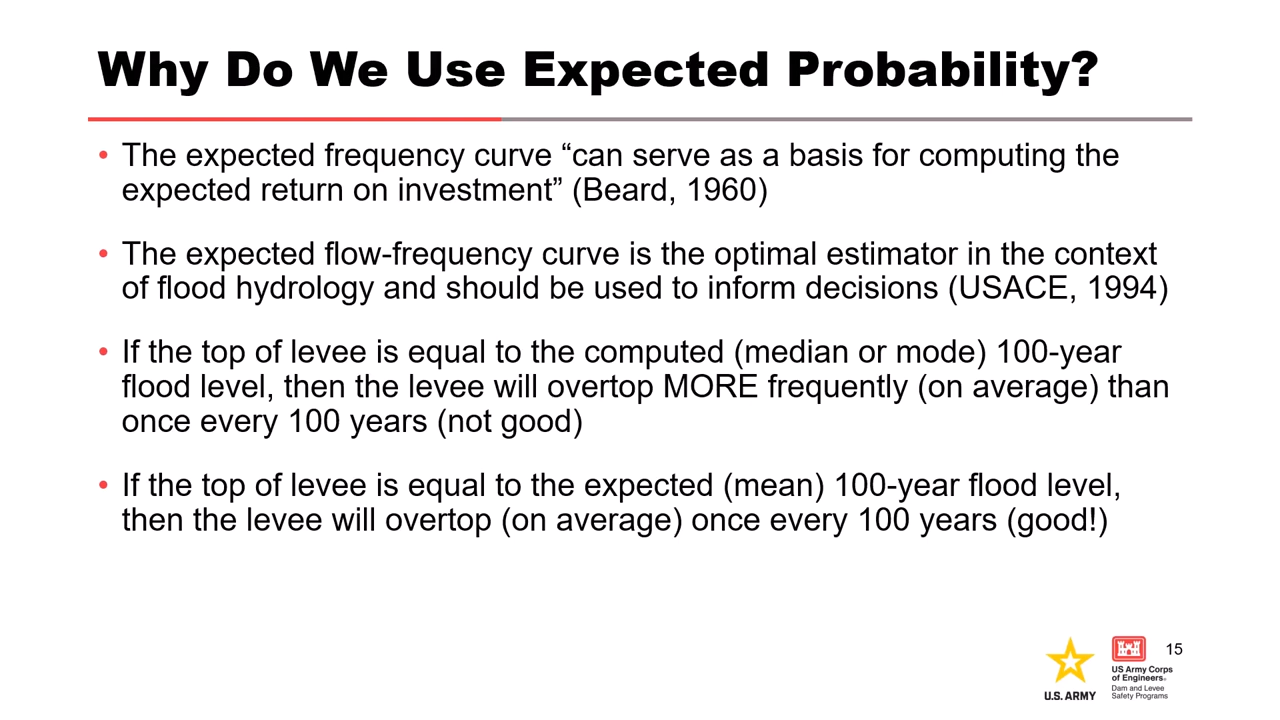 Why Do We Use Expected Probability?
• The expected frequency curve “can serve as a basis for computing the
expected return on investment” (Beard, 1960)
• The expected flow-frequency curve is the optimal estimator in the context
of flood hydrology and should be used to inform decisions (USACE, 1994)
• If the top of levee is equal to the computed (median or mode) 100-year
flood level, then the levee will overtop MORE frequently (on average) than
once every 100 years (not good)
• If the top of levee is equal to the expected (mean) 100-year flood level,
then the levee will overtop (on average) once every 100 years (good!)
15
U.S. ARMY
US Army Corps
of Engineers®
Dam and Levee
Safety Programs